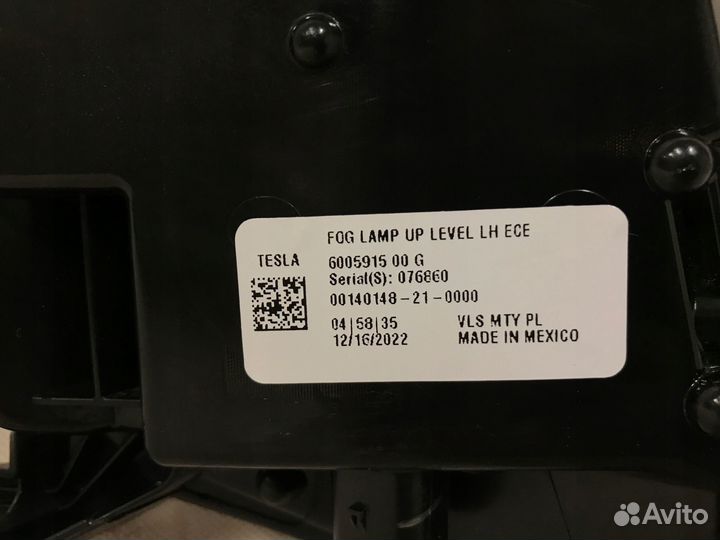 FOG LAMP UP LEVEL LH ECE
TESLA
6005915 00 G
Serial(S): 076860
00140148-21-0000
04|58|35
VLS MTY PL
12/16/2022
MADE IN MEXICO
Avito